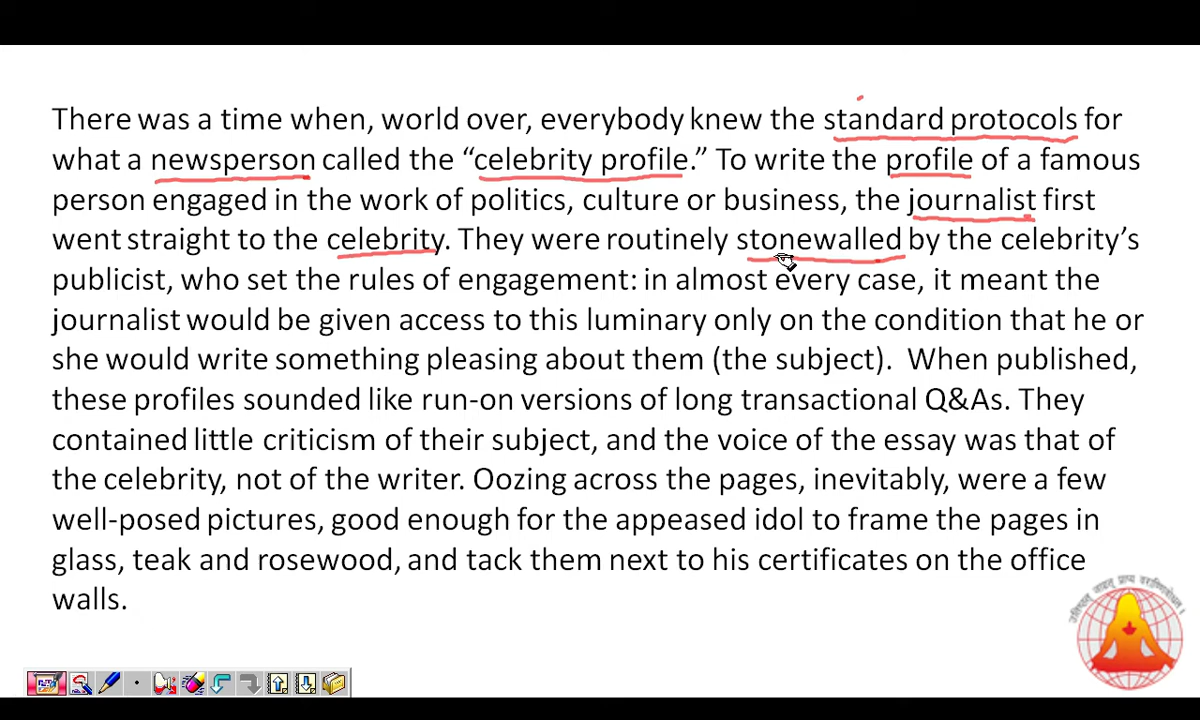 There was a time when, world over, everybody knew the standard protocols for
what a newsperson called the “celebrity profile.” To write the profile of a famous
person engaged in the work of politics, culture or business, the journalist first
went straight to the celebrity. They were routinely stonewalled by the celebrity’s
publicist, who set the rules of engagement: in almost every case, it meant the
journalist would be given access to this luminary only on the condition that he or
she would write something pleasing about them (the subject).  When published,
these profiles sounded like run-on versions of long transactional Q&As. They
contained little criticism of their subject, and the voice of the essay was that of
the celebrity, not of the writer. Oozing across the pages, inevitably, were a few
well-posed pictures, good enough for the appeased idol to frame the pages in
glass, teak and rosewood, and tack them next to his certificates on the office
walls.